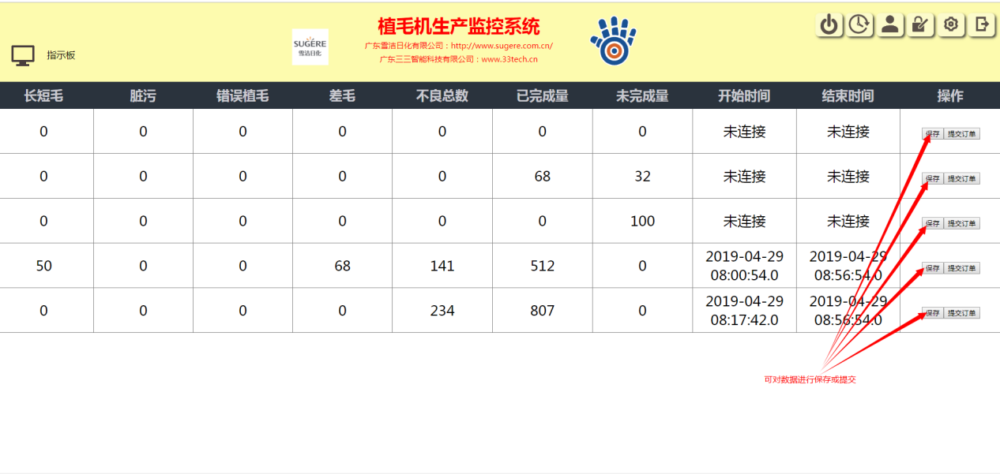 植毛机生产监控系统
SUGERE
雪洁日化
广东雪洁日化有限公司：http://www.sugere.com.cn/
指示板
广东三三智能科技有限公司：www.33tech.cn
长短毛 脏污 错误植毛 差毛 不良总数 已完成量 未完成量 开始时间 结束时间 操作
0 0 0 0 0 0 0 未连接 未连接 保存 提交订单
0 0 0 0 0 68 32 未连接 未连接 保存 提交订单
0 0 0 0 0 0 100 未连接 未连接 保存 提交订单
50 0 0 68 141 512 0 2019-04-29 08:00:54.0 2019-04-29 08:56:54.0 保存 提交订单
0 0 0 0 234 807 0 2019-04-29 08:17:42.0 2019-04-29 08:56:54.0 保存 提交订单
可对数据进行保存或提交